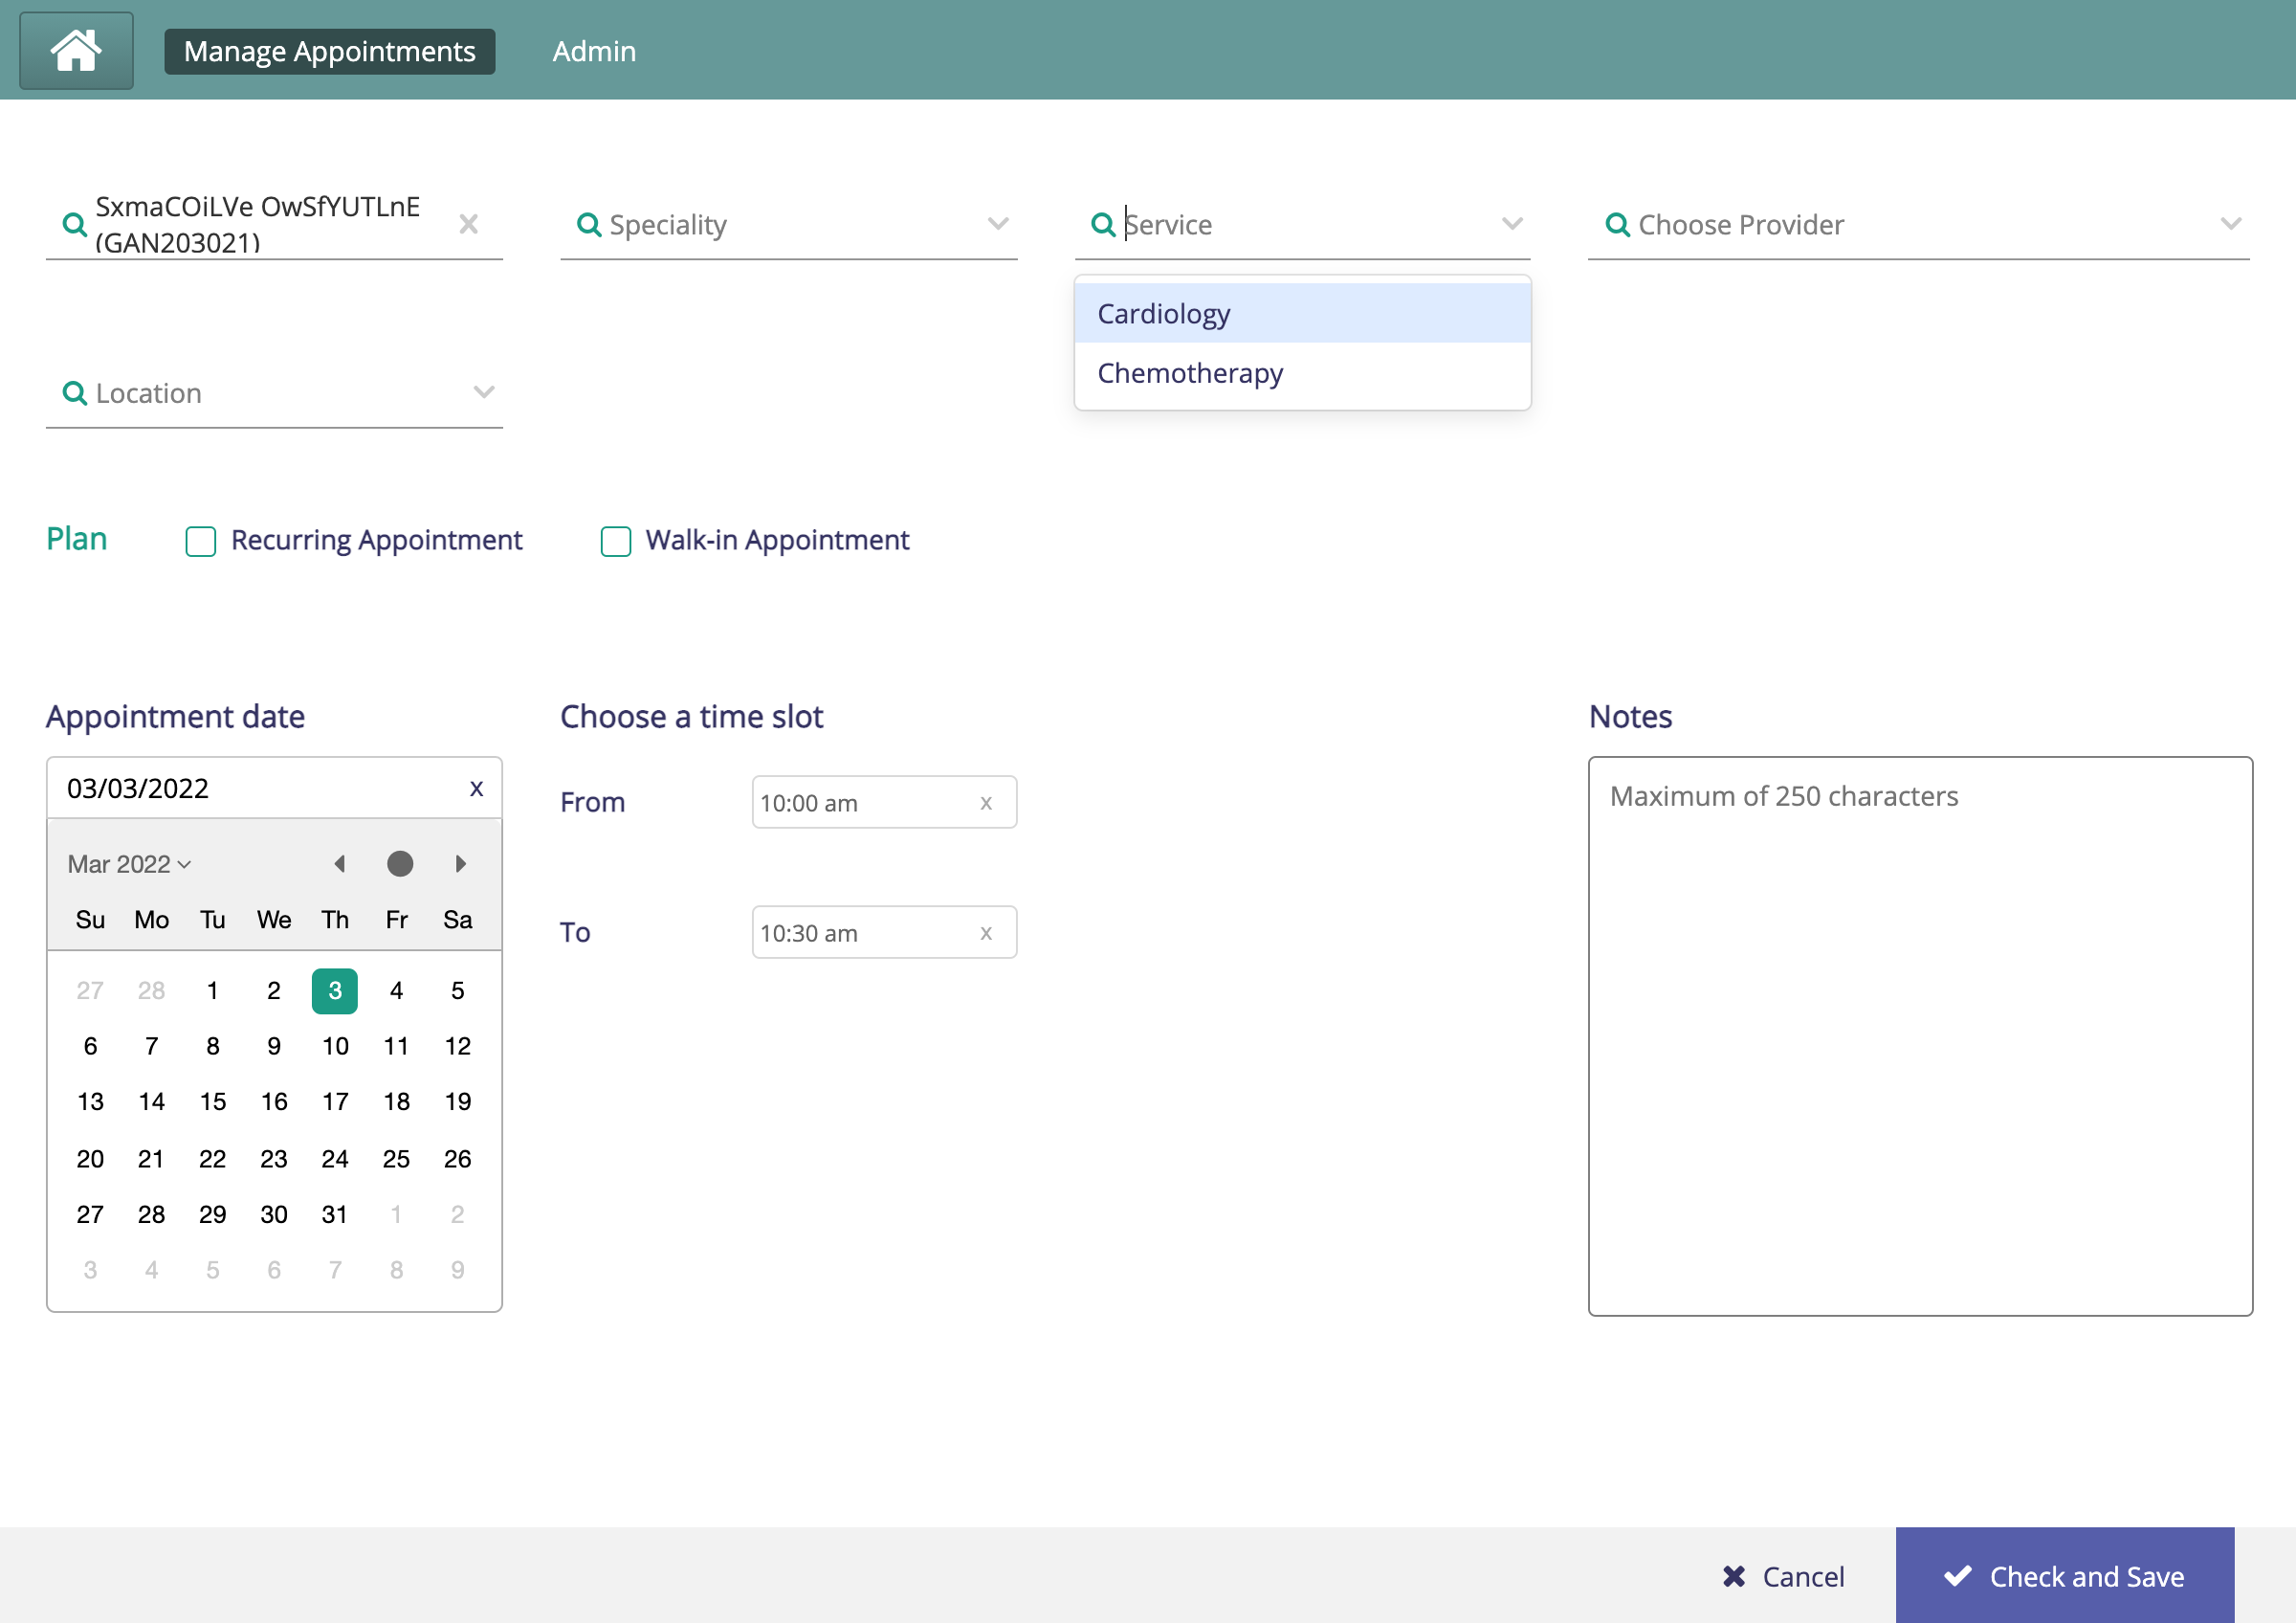 Manage Appointments
Admin
SxmaCOiLVe OwSfYUTLnE
(GAN203021)
Speciality
Service
Choose Provider
Cardiology
Chemotherapy
Location
Plan
Recurring Appointment
Walk-in Appointment
Appointment date
03/03/2022 x
Mar 2022
Su Mo Tu We Th Fr Sa
27 28 1 2 3 4 5
6 7 8 9 10 11 12
13 14 15 16 17 18 19
20 21 22 23 24 25 26
27 28 29 30 31 1 2
3 4 5 6 7 8 9
Choose a time slot
From 10:00 am x
To 10:30 am x
Notes
Maximum of 250 characters
Cancel
Check and Save